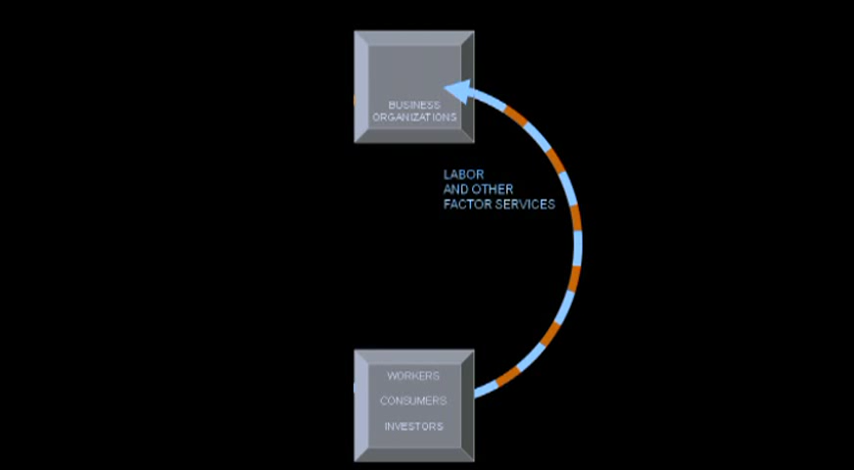 BUSINESS
ORGANIZATIONS
LABOR
AND OTHER
FACTOR SERVICES
WORKERS
CONSUMERS
INVESTORS